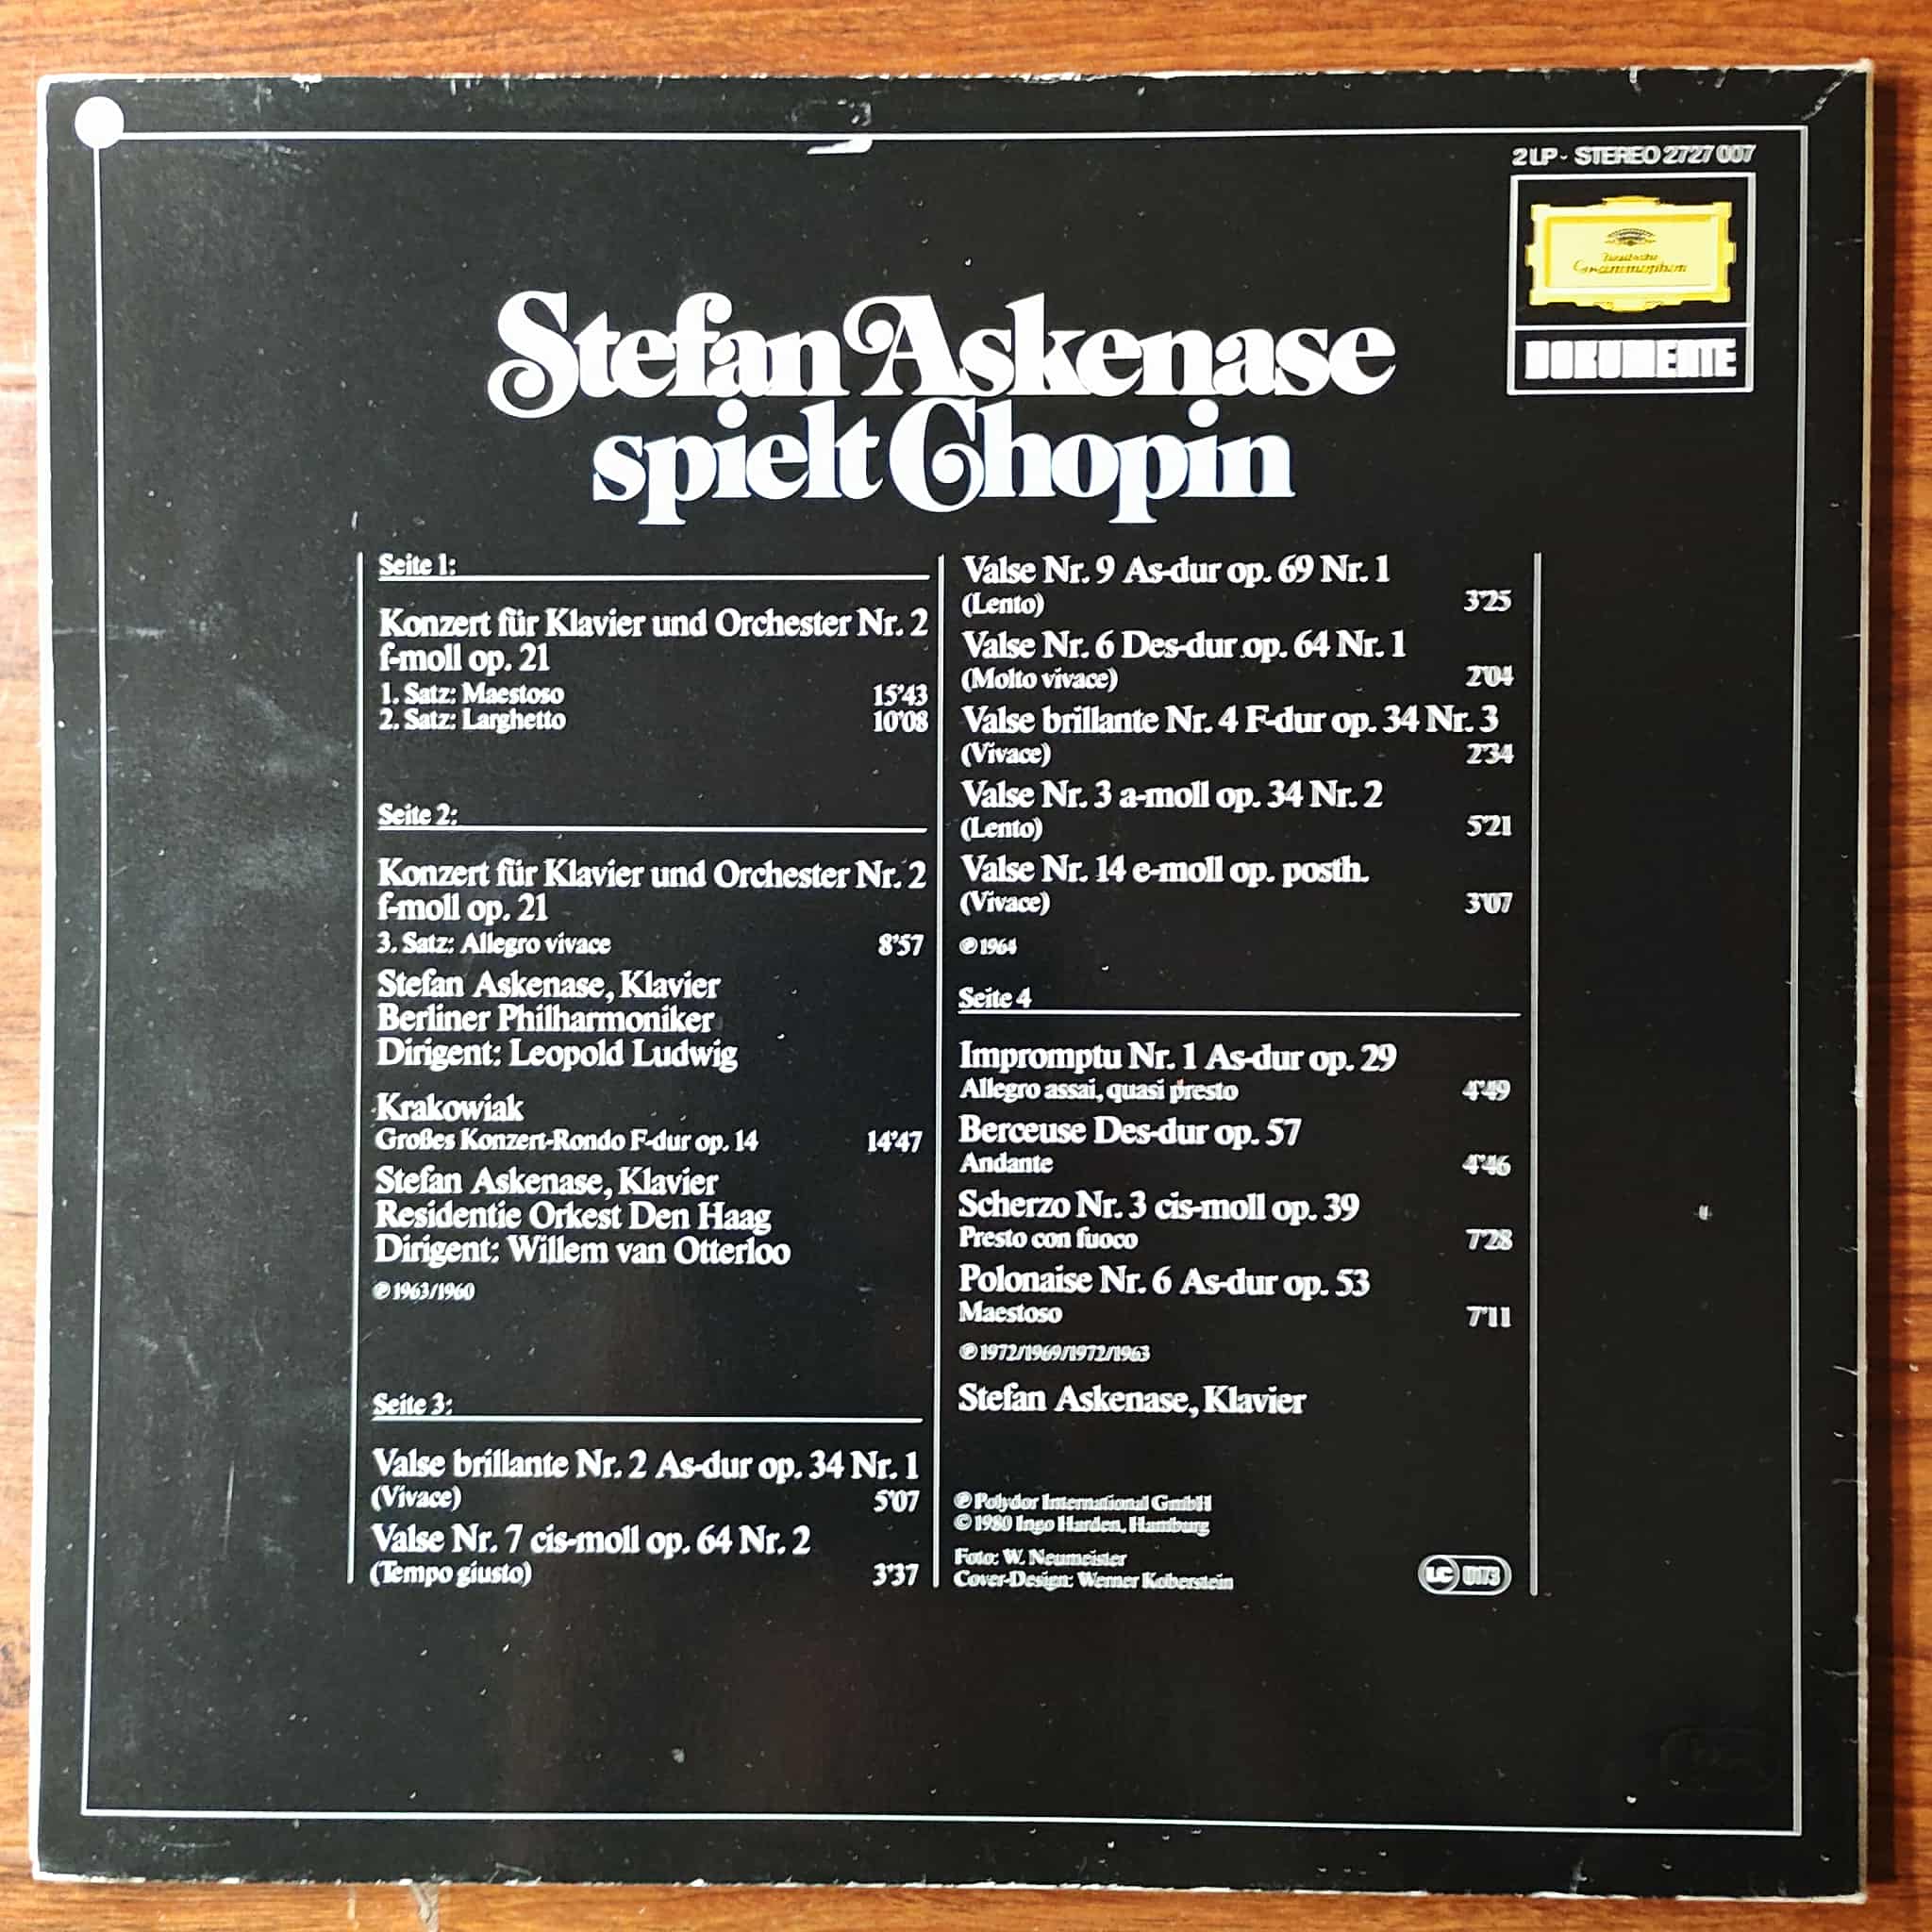 2 LP - STEREO 2727 007
Deutsche
Grammophon
DOKUMENTE
Stefan Askenase
spielt Chopin
Seite 1:
Konzert für Klavier und Orchester Nr. 2
f-moll op. 21
1. Satz: Maestoso 15'43
2. Satz: Larghetto 10'08
Seite 2:
Konzert für Klavier und Orchester Nr. 2
f-moll op. 21
3. Satz: Allegro vivace 8'57
Stefan Askenase, Klavier
Berliner Philharmoniker
Dirigent: Leopold Ludwig
Krakowiak
Großes Konzert-Rondo F-dur op. 14 14'47
Stefan Askenase, Klavier
Residentie Orkest Den Haag
Dirigent: Willem van Otterloo
℗ 1963/1960
Seite 3:
Valse brillante Nr. 2 As-dur op. 34 Nr. 1
(Vivace) 5'07
Valse Nr. 7 cis-moll op. 64 Nr. 2
(Tempo giusto) 3'37
Valse Nr. 9 As-dur op. 69 Nr. 1
(Lento) 3'25
Valse Nr. 6 Des-dur op. 64 Nr. 1
(Molto vivace) 2'04
Valse brillante Nr. 4 F-dur op. 34 Nr. 3
(Vivace) 2'34
Valse Nr. 3 a-moll op. 34 Nr. 2
(Lento) 5'21
Valse Nr. 14 e-moll op. posth.
(Vivace) 3'07
℗ 1964
Seite 4
Impromptu Nr. 1 As-dur op. 29
Allegro assai, quasi presto 4'49
Berceuse Des-dur op. 57
Andante 4'46
Scherzo Nr. 3 cis-moll op. 39
Presto con fuoco 7'28
Polonaise Nr. 6 As-dur op. 53
Maestoso 7'11
℗ 1972/1969/1972/1963
Stefan Askenase, Klavier
℗ Polydor International GmbH
© 1980 Ingo Harden, Hamburg
Foto: W. Neumeister
Cover-Design: Werner Koberstein
LC 0173